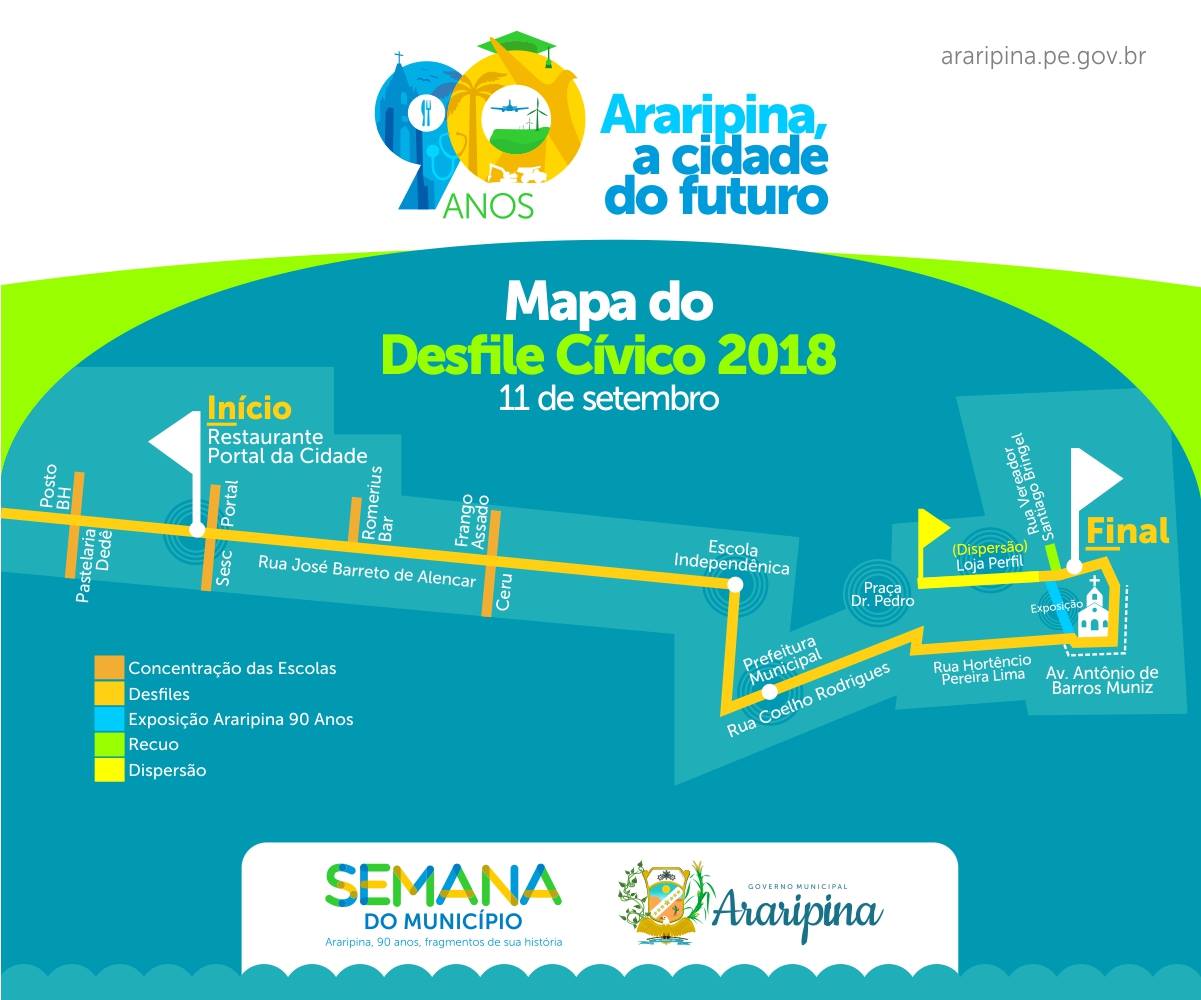 araripina.pe.gov.br
90
ANOS
Araripina,
a cidade
do futuro
Mapa do
Desfile Cívico 2018
11 de setembro
Início
Restaurante
Portal da Cidade
Posto
BH
Pastelaria
Dedê
Portal
Sesc
Romerius
Bar
Rua José Barreto de Alencar
Frango
Assado
Ceru
Escola
Independênica
Prefeitura
Municipal
Rua Coelho Rodrigues
Praça
Dr. Pedro
(Dispersão)
Loja Perfil
Rua Vereador
Santiago Bringel
Final
Exposição
Rua Hortêncio
Pereira Lima
Av. Antônio de
Barros Muniz
Concentração das Escolas
Desfiles
Exposição Araripina 90 Anos
Recuo
Dispersão
SEMANA
DO MUNICÍPIO
Araripina, 90 anos, fragmentos de sua história
GOVERNO MUNICIPAL
Araripina